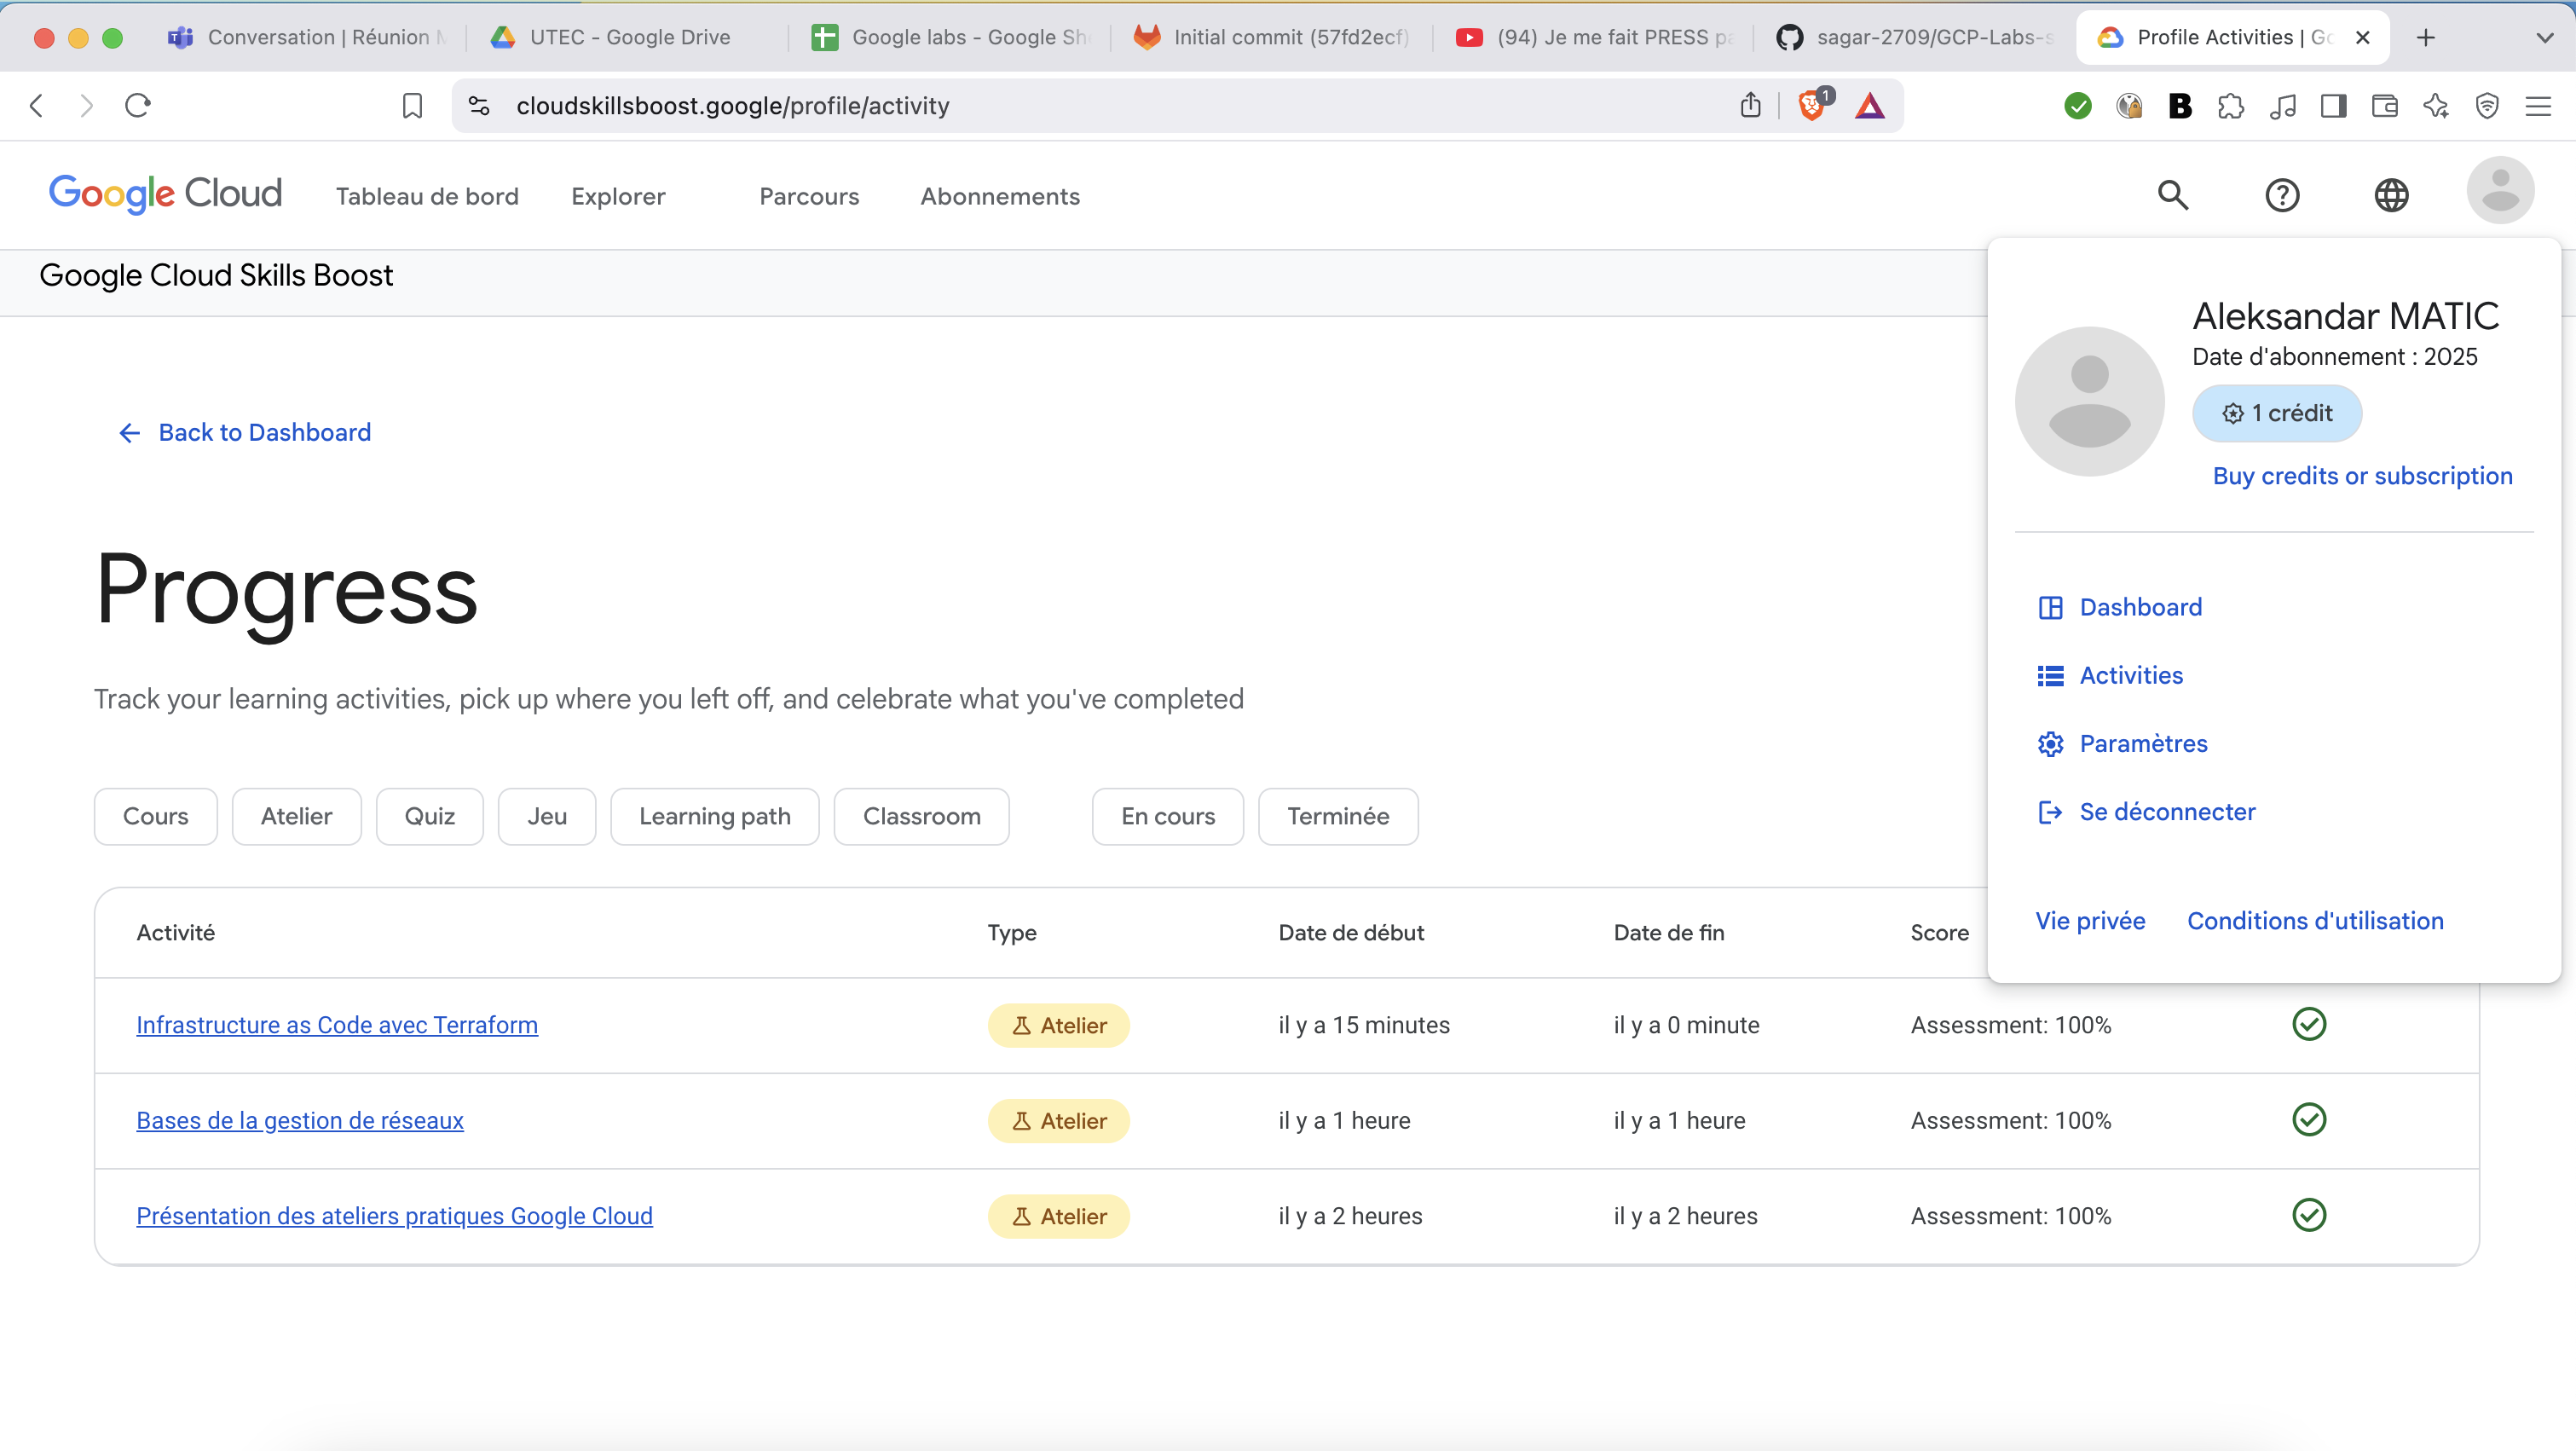 Conversation | Réunion
UTEC - Google Drive
Google labs - Google Sh
Initial commit (57fd2ecf)
(94) Je me fait PRESS pa
sagar-2709/GCP-Labs-s
Profile Activities | Go
cloudskillsboost.google/profile/activity
1
B
Google Cloud
Tableau de bord
Explorer
Parcours
Abonnements
Google Cloud Skills Boost
Aleksandar MATIC
Date d'abonnement : 2025
1 crédit
Buy credits or subscription
Dashboard
Activities
Paramètres
Se déconnecter
Vie privée
Conditions d'utilisation
Back to Dashboard
Progress
Track your learning activities, pick up where you left off, and celebrate what you've completed
Cours
Atelier
Quiz
Jeu
Learning path
Classroom
En cours
Terminée
Activité Type Date de début Date de fin Score
Infrastructure as Code avec Terraform Atelier il y a 15 minutes il y a 0 minute Assessment: 100%
Bases de la gestion de réseaux Atelier il y a 1 heure il y a 1 heure Assessment: 100%
Présentation des ateliers pratiques Google Cloud Atelier il y a 2 heures il y a 2 heures Assessment: 100%